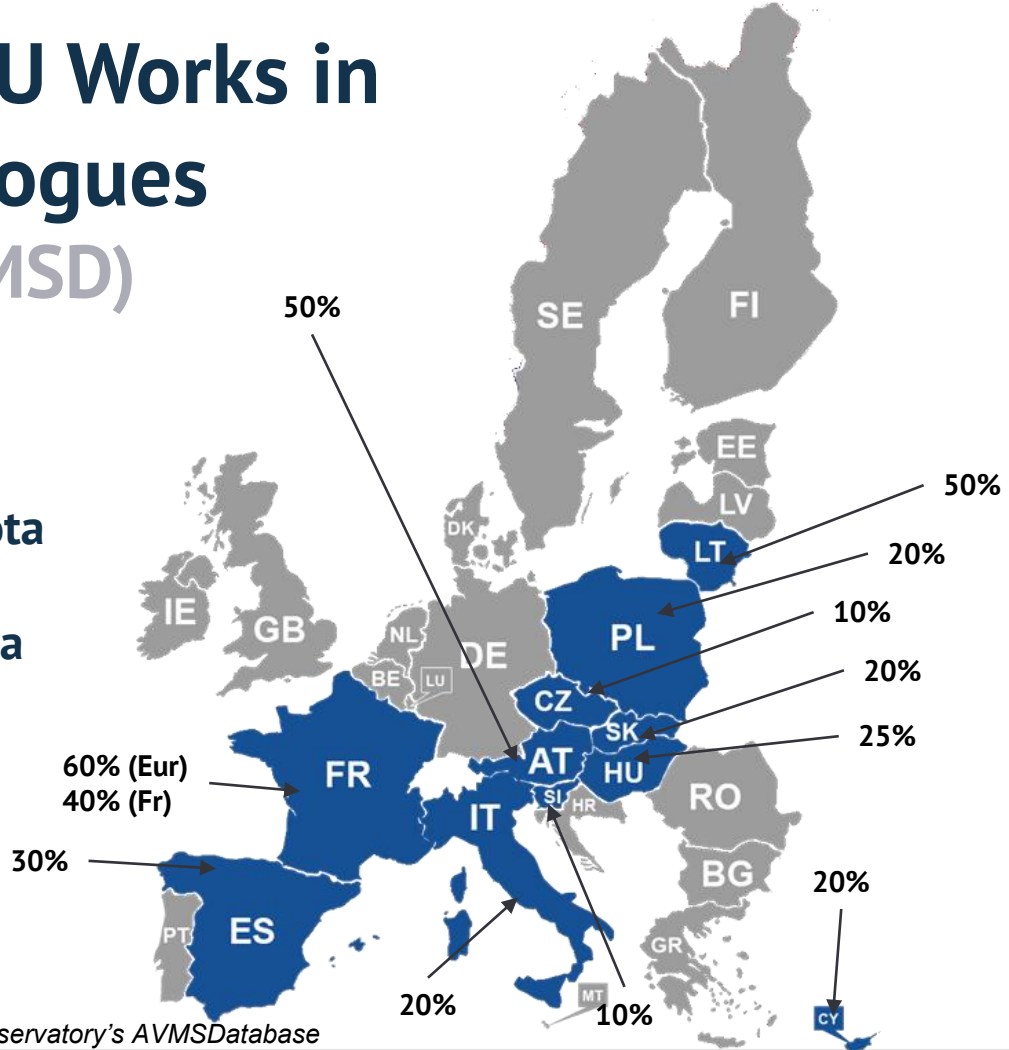 U Works in
ogues
MSD)
50%
SE
FI
EE
LV
50%
ota
DK
LT
20%
IE
GB
NL
DE
PL
10%
a
BE
LU
CZ
20%
SK
25%
60% (Eur)
40% (Fr)
FR
AT
HU
SI
HR
RO
IT
30%
BG
20%
ES
PT
GR
20%
MT
10%
CY
servatory's AVMSDatabase